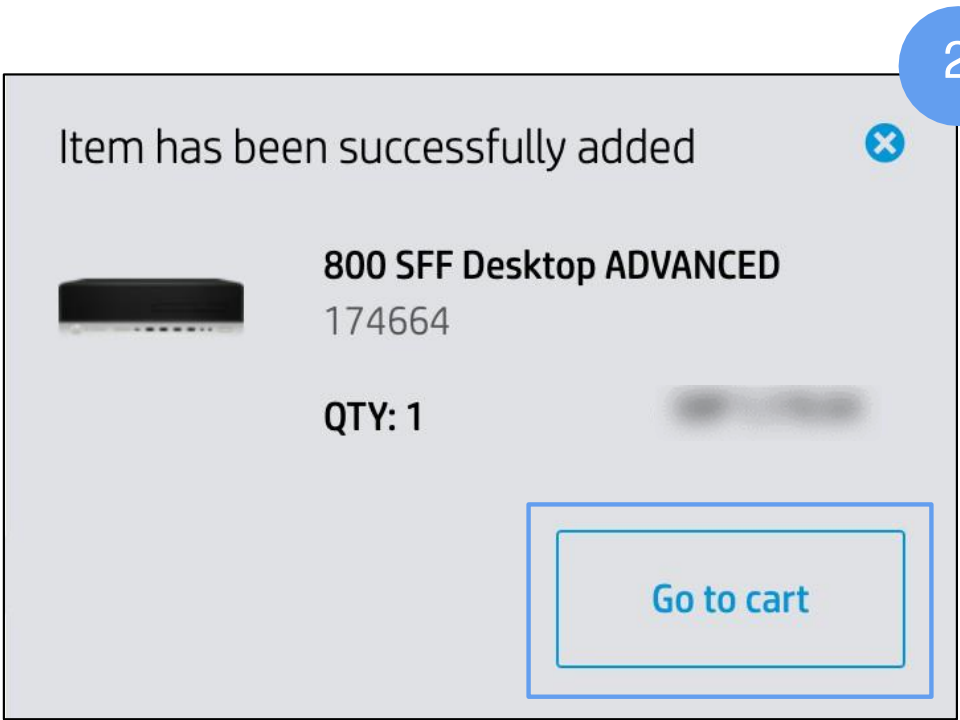 2
Item has been successfully added
800 SFF Desktop ADVANCED
174664
QTY: 1
Go to cart